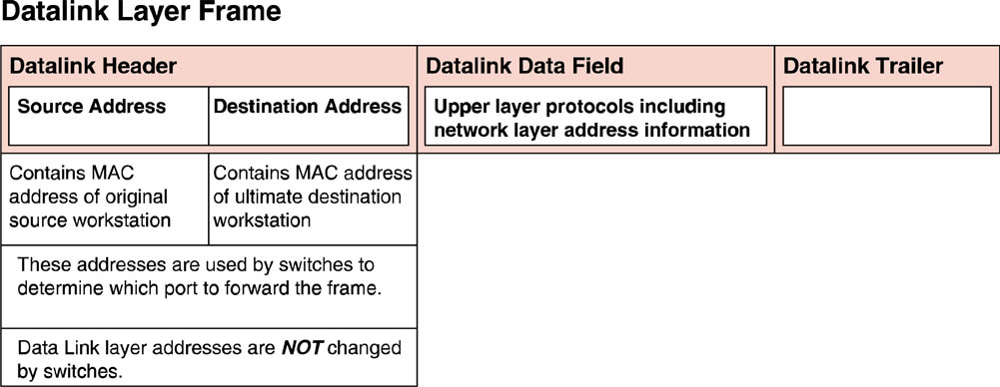 Datalink Layer Frame
Datalink Header
Datalink Data Field
Datalink Trailer
Source Address
Destination Address
Upper layer protocols including
network layer address information
Contains MAC
address of original
source workstation
Contains MAC address
of ultimate destination
workstation
These addresses are used by switches to
determine which port to forward the frame.
Data Link layer addresses are NOT changed
by switches.